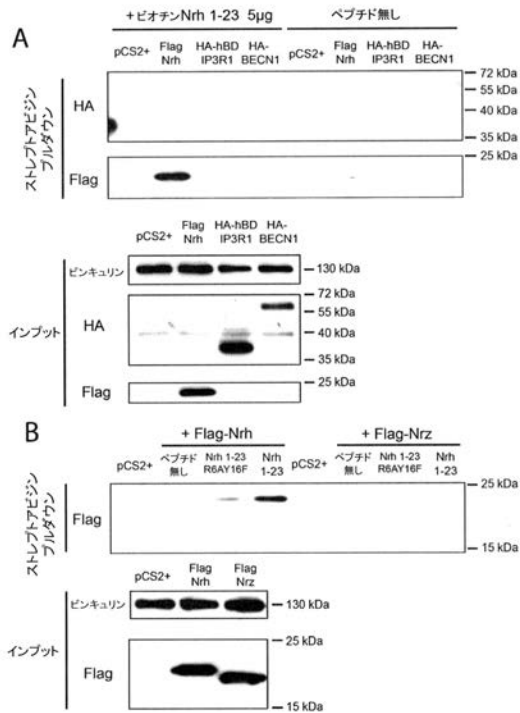 A
+ビオチンNrh 1-23 5μg
ペプチド無し
pCS2+ Flag Nrh HA-hBD IP3R1 HA-BECN1 pCS2+ Flag Nrh HA-hBD IP3R1 HA-BECN1
ストレプトアビジン
プルダウン
HA
72 kDa
55 kDa
40 kDa
35 kDa
Flag
25 kDa
pCS2+ Flag Nrh HA-hBD IP3R1 HA-BECN1
インプット
ビンキュリン
130 kDa
HA
72 kDa
55 kDa
40 kDa
35 kDa
Flag
25 kDa
B
+ Flag-Nrh
+ Flag-Nrz
pCS2+ ペプチド無し Nrh 1-23 R6AY16F Nrh 1-23 pCS2+ ペプチド無し Nrh 1-23 R6AY16F Nrh 1-23
ストレプトアビジン
プルダウン
Flag
25 kDa
15 kDa
pCS2+ Flag Nrh Flag Nrz
インプット
ビンキュリン
130 kDa
Flag
25 kDa
15 kDa